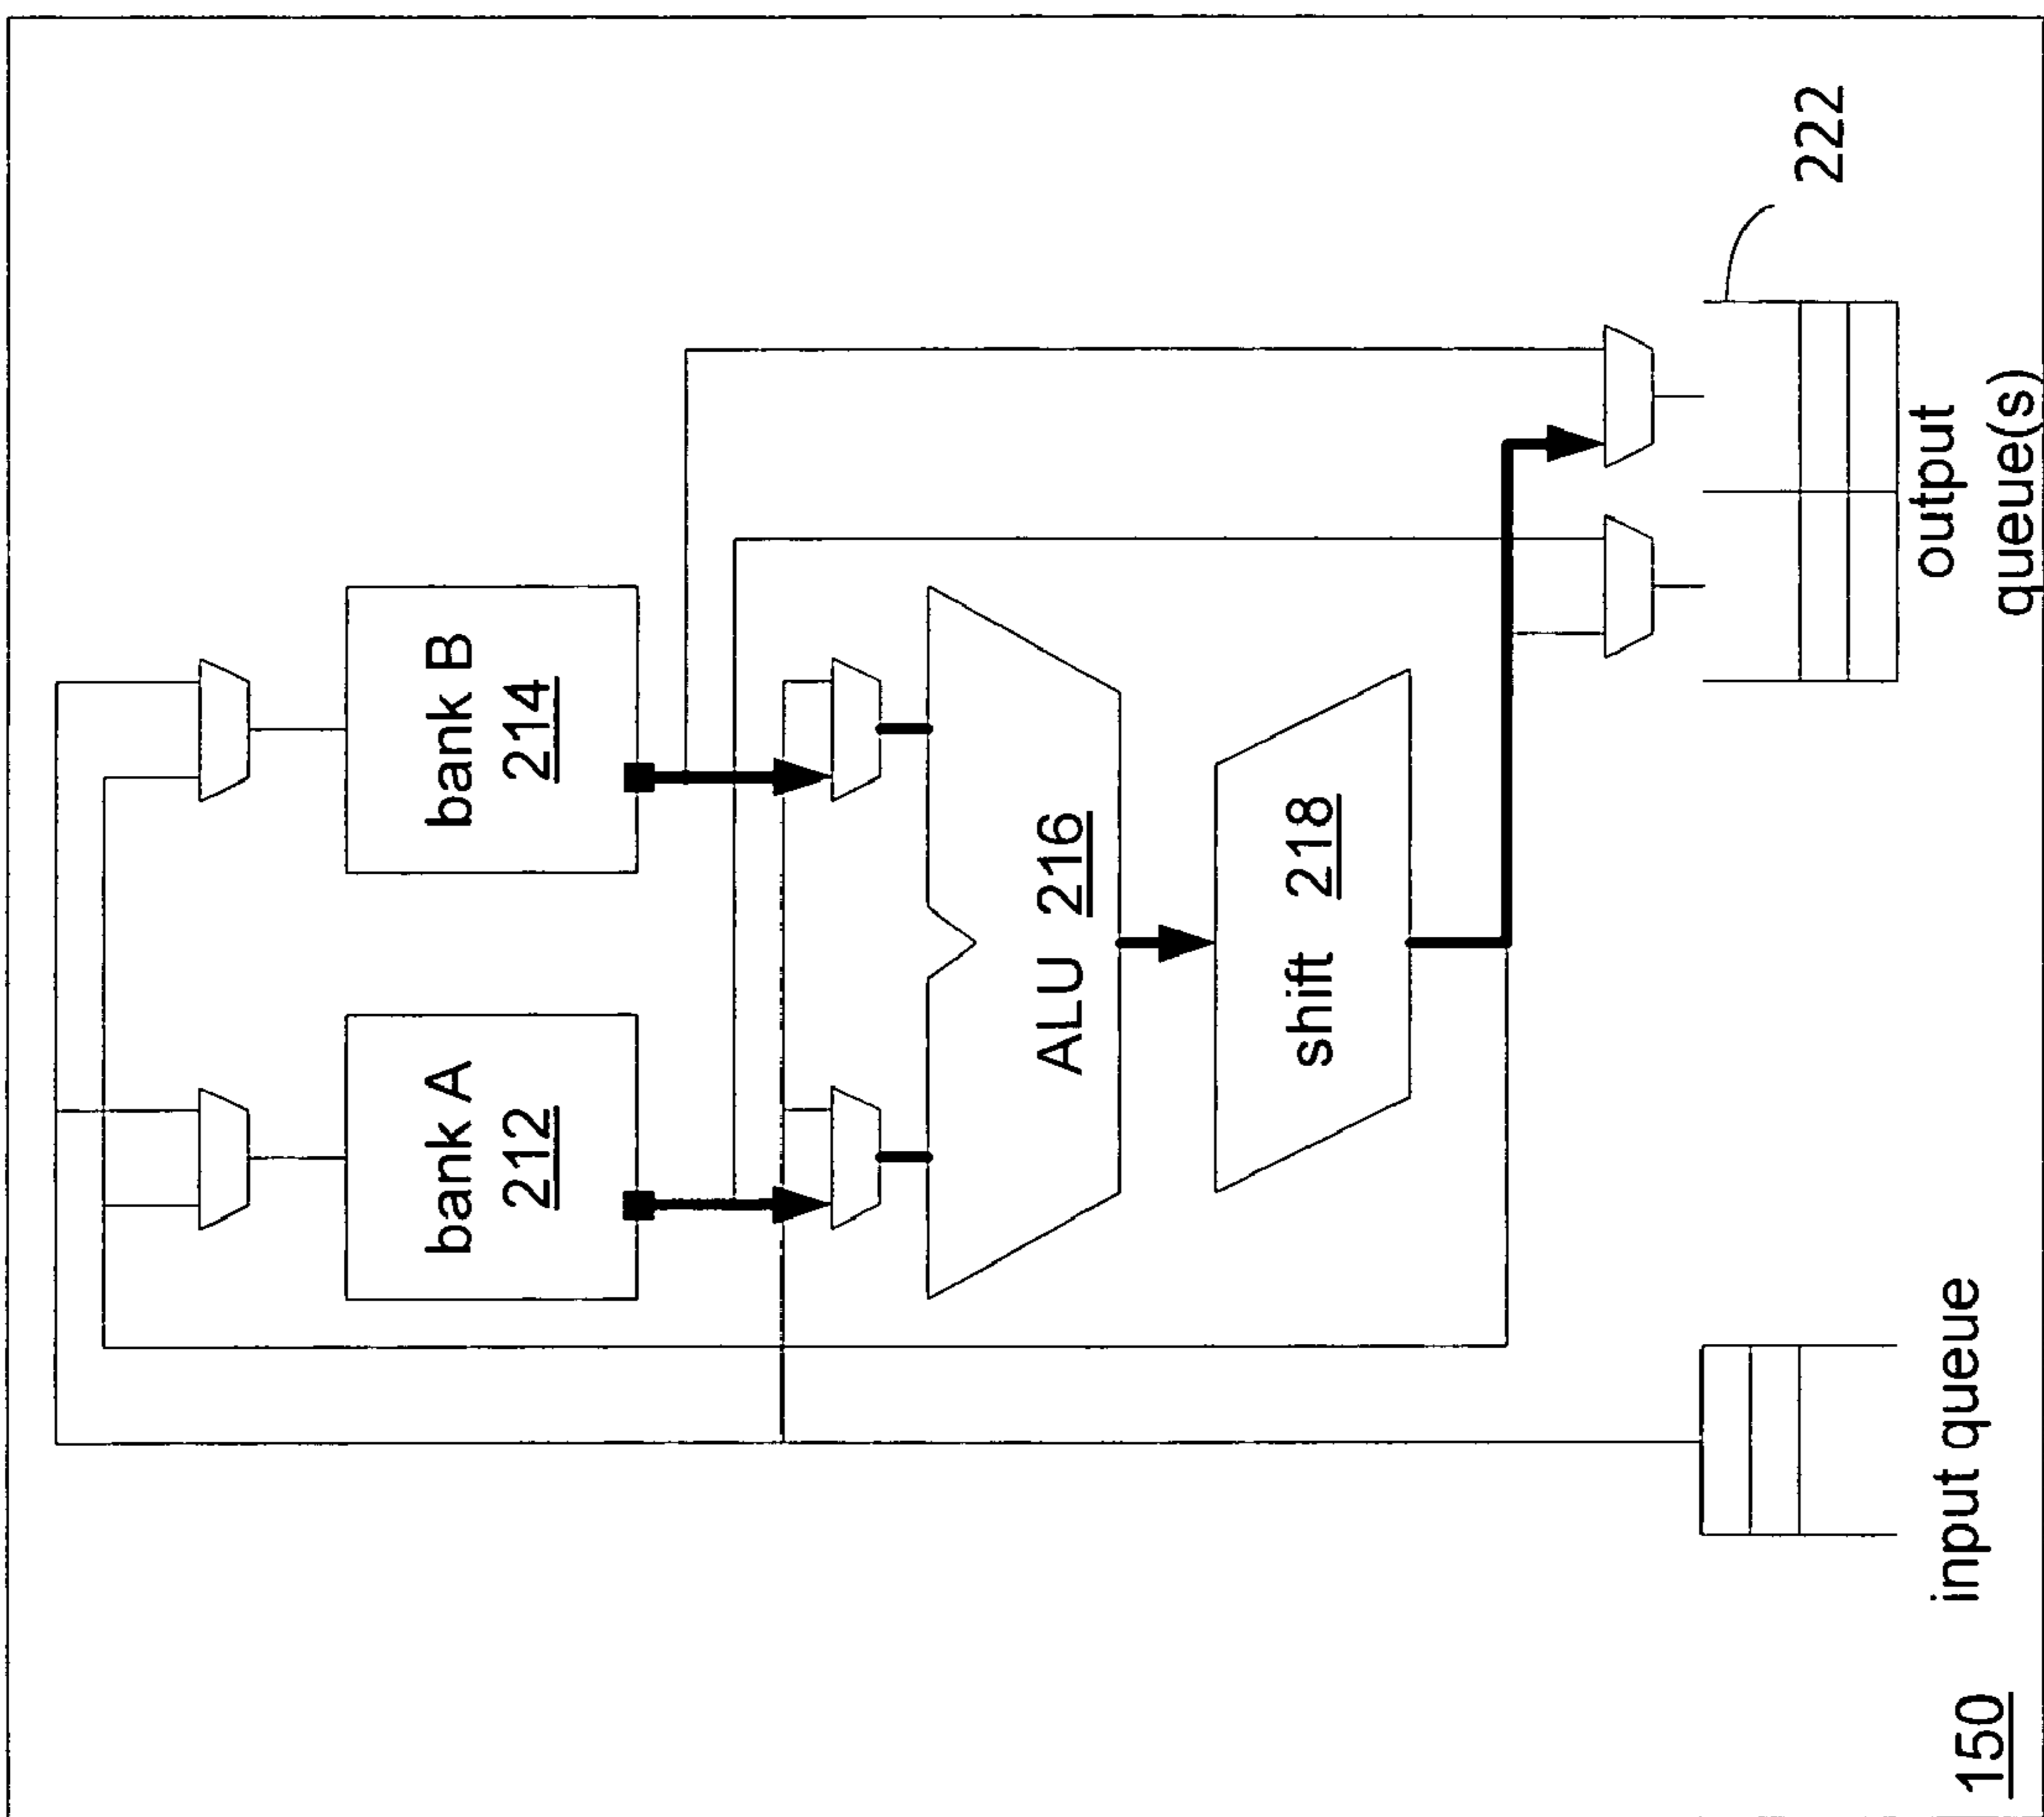 bank A
212
bank B
214
ALU 216
shift 218
222
input queue
output
queue(s)
150